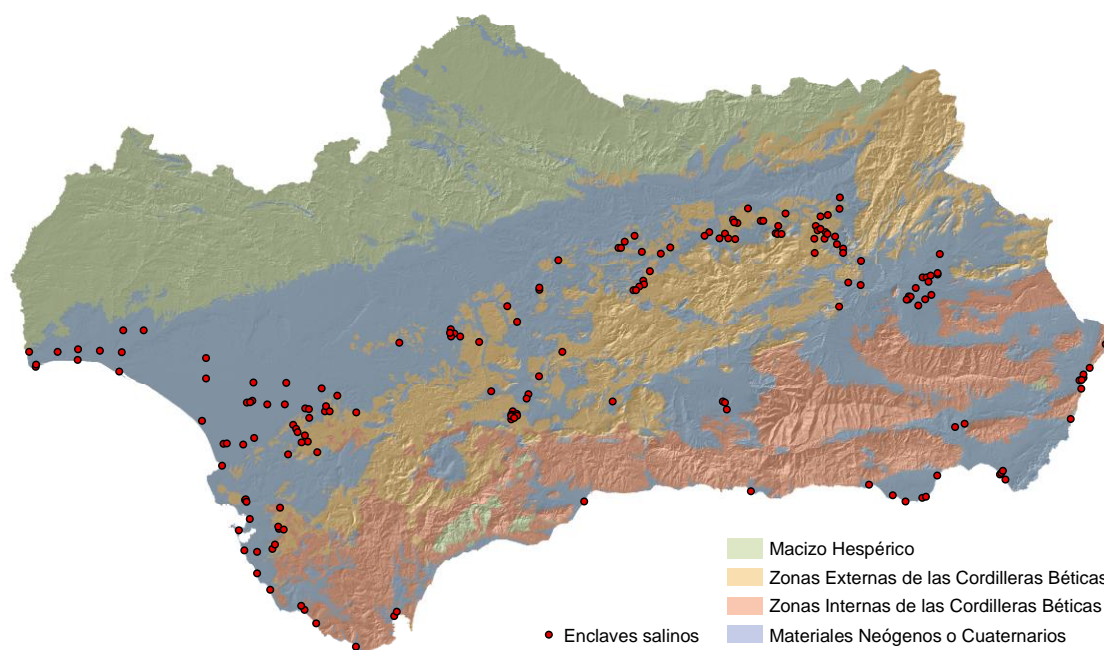 Macizo Hespérico
Zonas Externas de las Cordilleras Béticas
Zonas Internas de las Cordilleras Béticas
Enclaves salinos
Materiales Neógenos o Cuaternarios